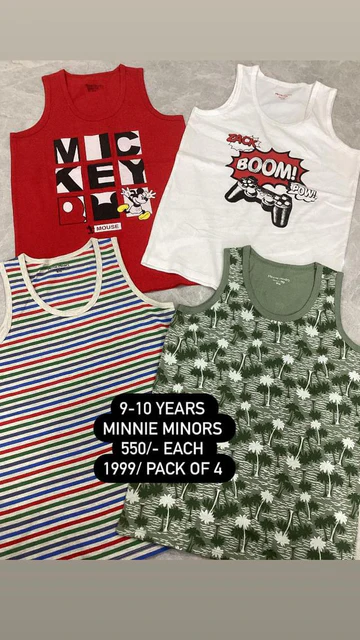 MIC
KEY
MOUSE
ZACK
BOOM!
POW!
9-10 YEARS
MINNIE MINORS
550/- EACH
1999/ PACK OF 4